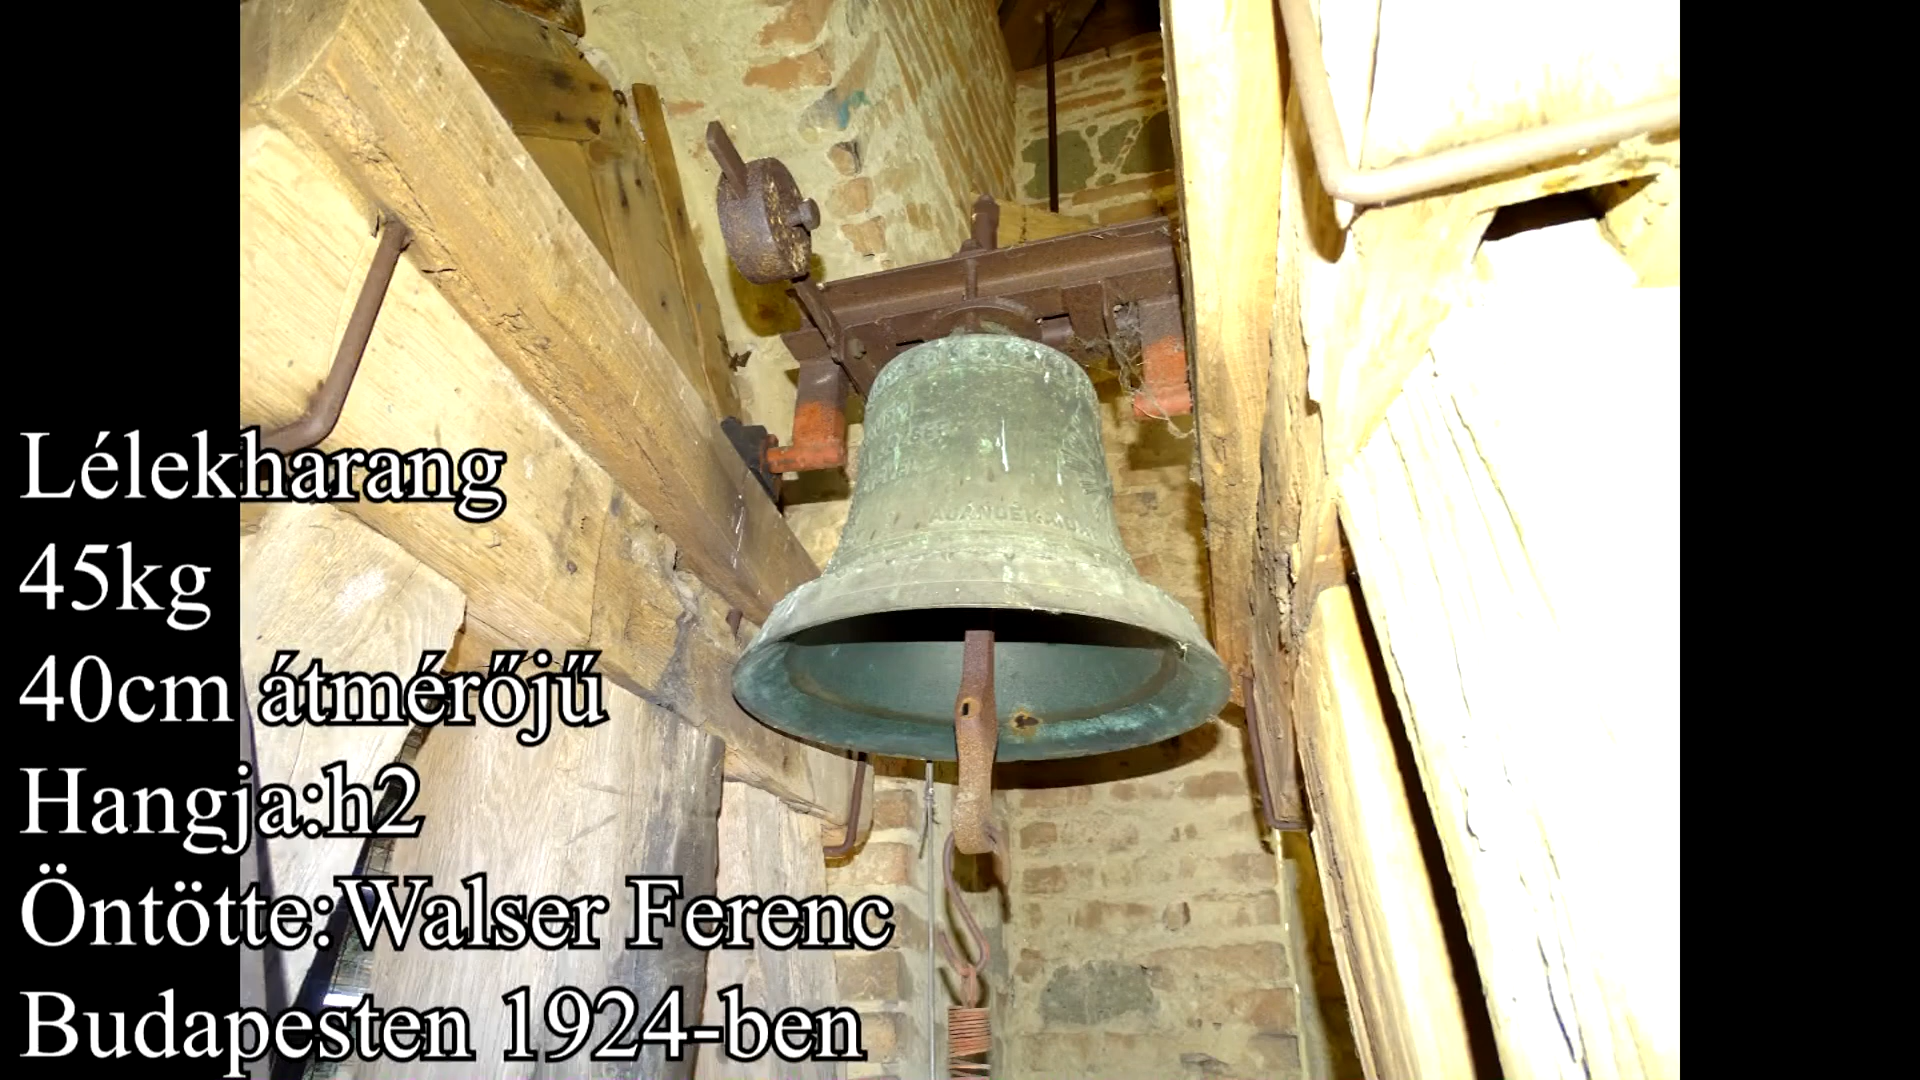 Lélekharang
45kg
40cm átmérőjű
Hangja:h2
Öntötte:Walser Ferenc
Budapesten 1924-ben